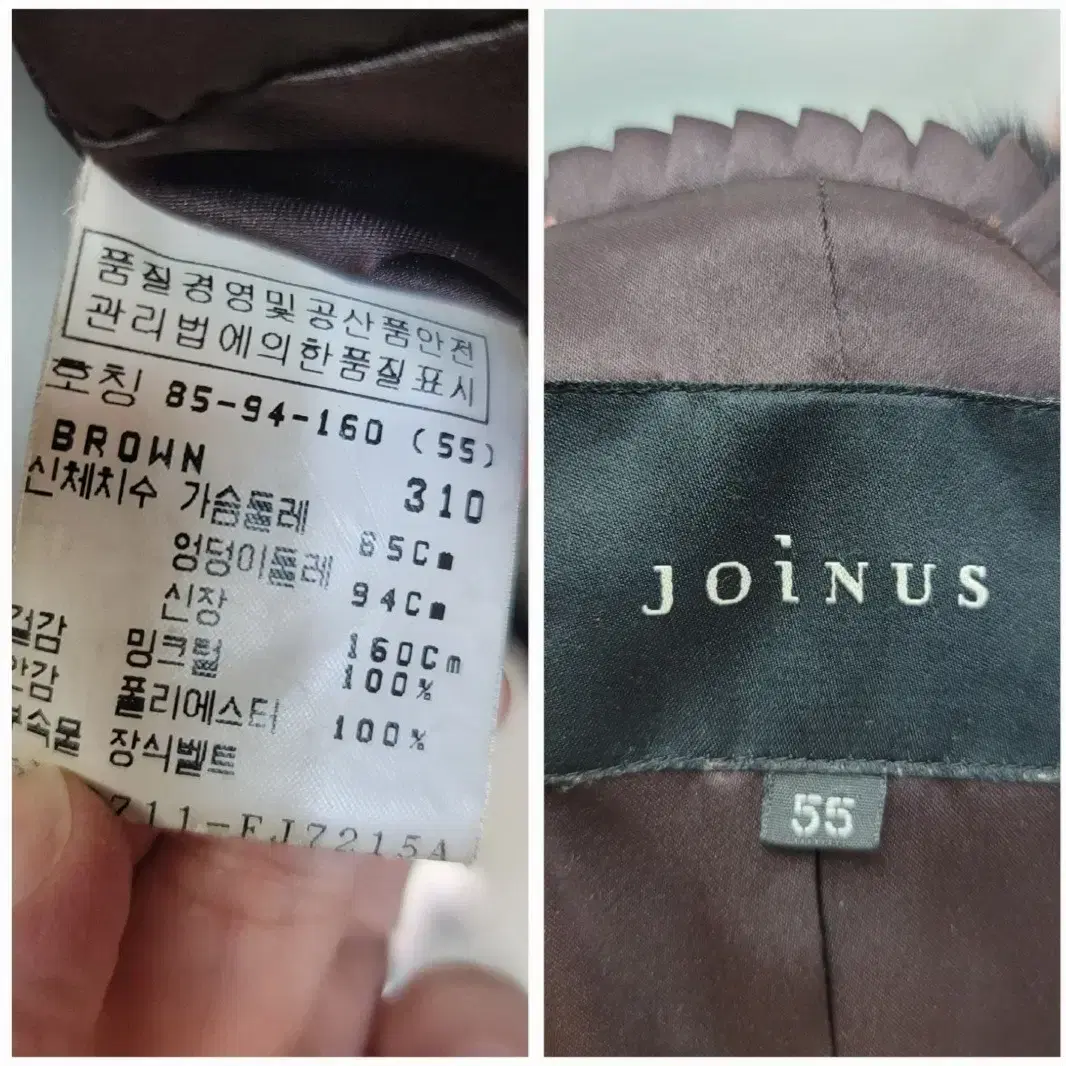 품질경영및공산품안전
관리법에의한품질표시
호칭 85-94-160 (55)
BROWN 310
신체치수 가슴둘레 85Cm
엉덩이둘레 94Cm
신장 160Cm
겉감 밍크털 100%
안감 폴리에스터 100%
부속물 장식벨트
711-FJ7215A
JOiNUS
55